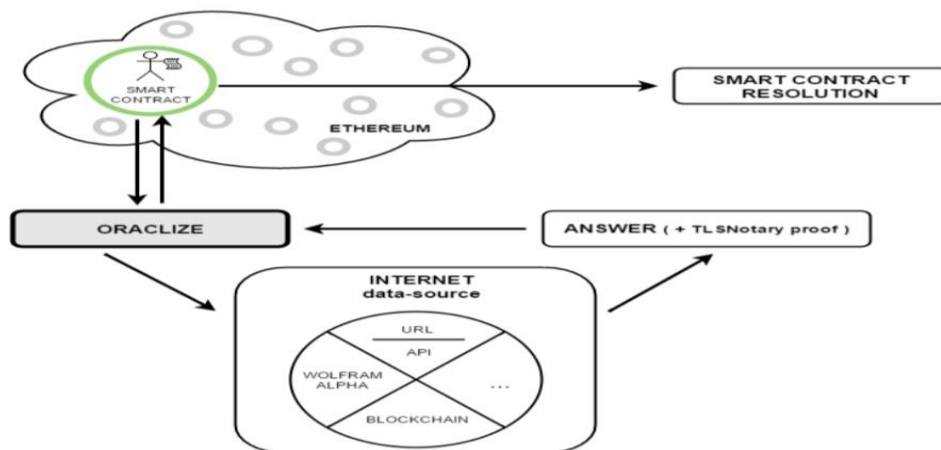 SMART
CONTRACT
ETHEREUM
SMART CONTRACT
RESOLUTION
ORACLIZE
ANSWER ( + TLSNotary proof )
INTERNET
data-source
URL
API
WOLFRAM
ALPHA
...
BLOCKCHAIN